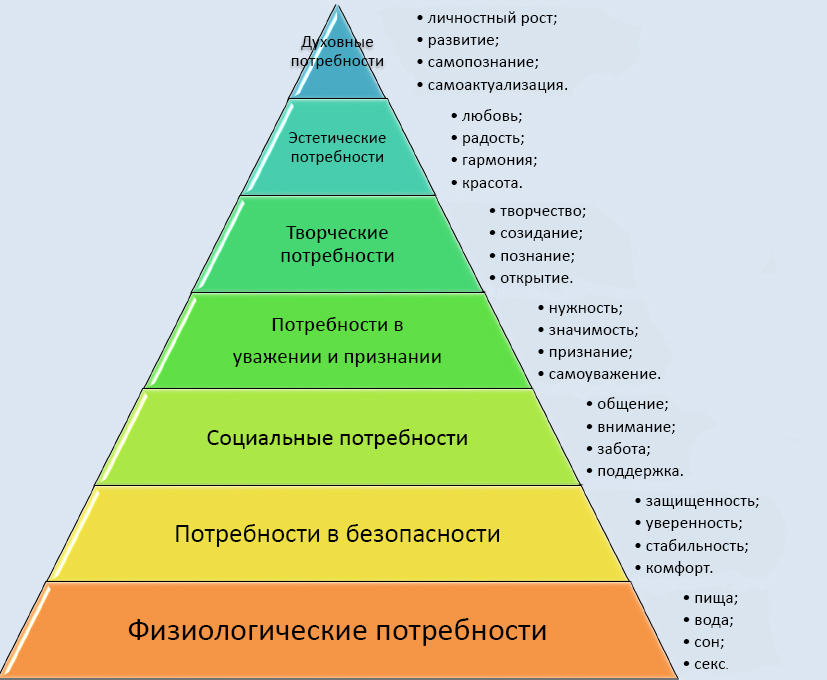 Духовные
потребности
• личностный рост;
• развитие;
• самопознание;
• самоактуализация.
Эстетические
потребности
• любовь;
• радость;
• гармония;
• красота.
Творческие
потребности
• творчество;
• созидание;
• познание;
• открытие.
Потребности в
уважении и признании
• нужность;
• значимость;
• признание;
• самоуважение.
Социальные потребности
• общение;
• внимание;
• забота;
• поддержка.
Потребности в безопасности
• защищенность;
• уверенность;
• стабильность;
• комфорт.
Физиологические потребности
• пища;
• вода;
• сон;
• секс.